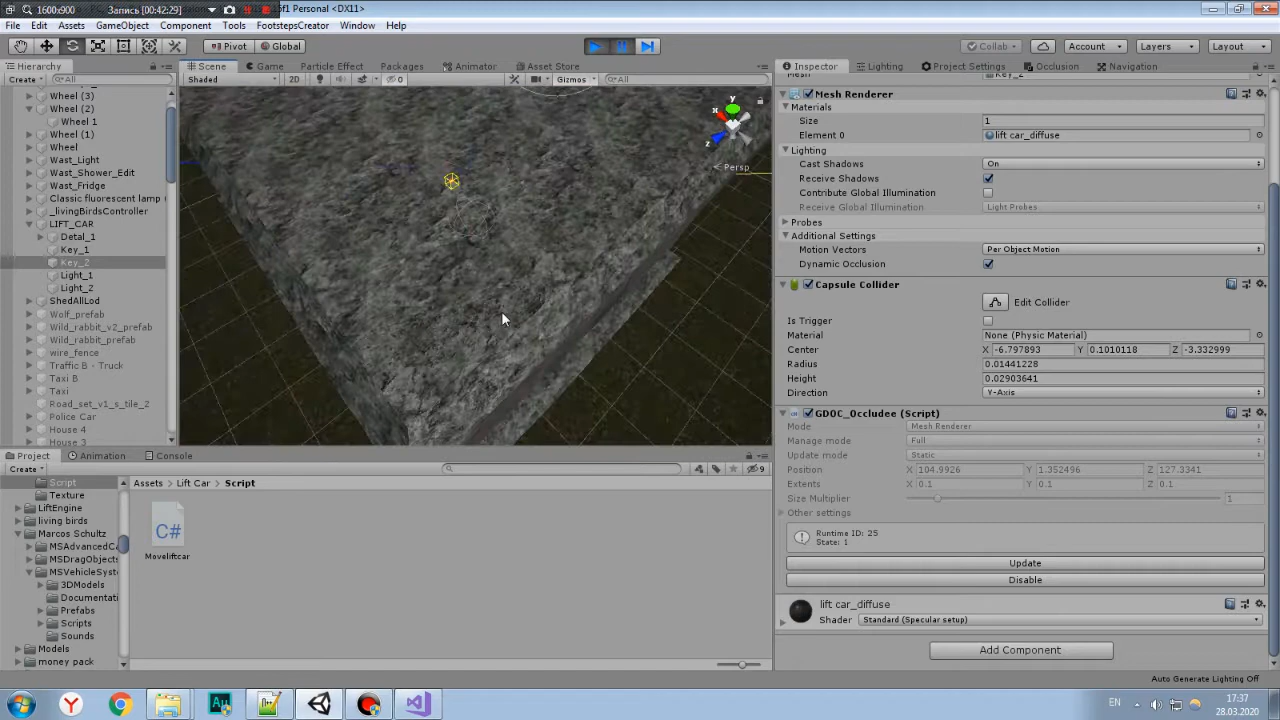 1600x900 Запись [00:42:29] 6f1 Personal <DX11>
File Edit Assets GameObject Component Tools FootstepsCreator Window Help
Pivot Global Collab Account Layers Layout
Hierarchy Scene Game Particle Effect Packages Animator Asset Store Inspector Lighting Project Settings Occlusion Navigation
Create All Shaded 2D 0 Gizmos All
Wheel (3)
Wheel (2)
Wheel 1
Wheel (1)
Wheel
Wast_Light
Wast_Shower_Edit
Wast_Fridge
Classic fluorescent lamp
_livingBirdsController
LIFT_CAR
Detal_1
Key_1
Key_2
Light_1
Light_2
ShedAllLod
Wolf_prefab
Wild_rabbit_v2_prefab
Wild_rabbit_prefab
wire_fence
Traffic B - Truck
Taxi B
Taxi
Road_set_v1_s_tile_2
Police Car
House 4
House 3
y
x
z
Persp
Mesh Key_2
Mesh Renderer
Materials
Size 1
Element 0 lift car_diffuse
Lighting
Cast Shadows On
Receive Shadows
Contribute Global Illumination
Receive Global Illumination Light Probes
Probes
Additional Settings
Motion Vectors Per Object Motion
Dynamic Occlusion
Capsule Collider
Edit Collider
Is Trigger
Material None (Physic Material)
Center X -6.797893 Y 0.1010118 Z -3.332999
Radius 0.01441228
Height 0.02903641
Direction Y-Axis
GDOC_Occludee (Script)
Mode Mesh Renderer
Manage mode Full
Update mode Static
Position X 104.9926 Y 1.352496 Z 127.3341
Extents X 0.1 Y 0.1 Z 0.1
Size Multiplier 1
Other settings
Runtime ID: 25
State: 1
Update
Disable
lift car_diffuse
Shader Standard (Specular setup)
Add Component
Auto Generate Lighting Off
Project Animation Console
Create 9
Script
Texture
LiftEngine
living birds
Marcos Schultz
MSAdvancedC
MSDragObjects
MSVehicleSyst
3DModels
Documentati
Prefabs
Scripts
Sounds
Models
money pack
Assets Lift Car Script
C#
Moveliftcar
Y Au EN 17:37
28.03.2020